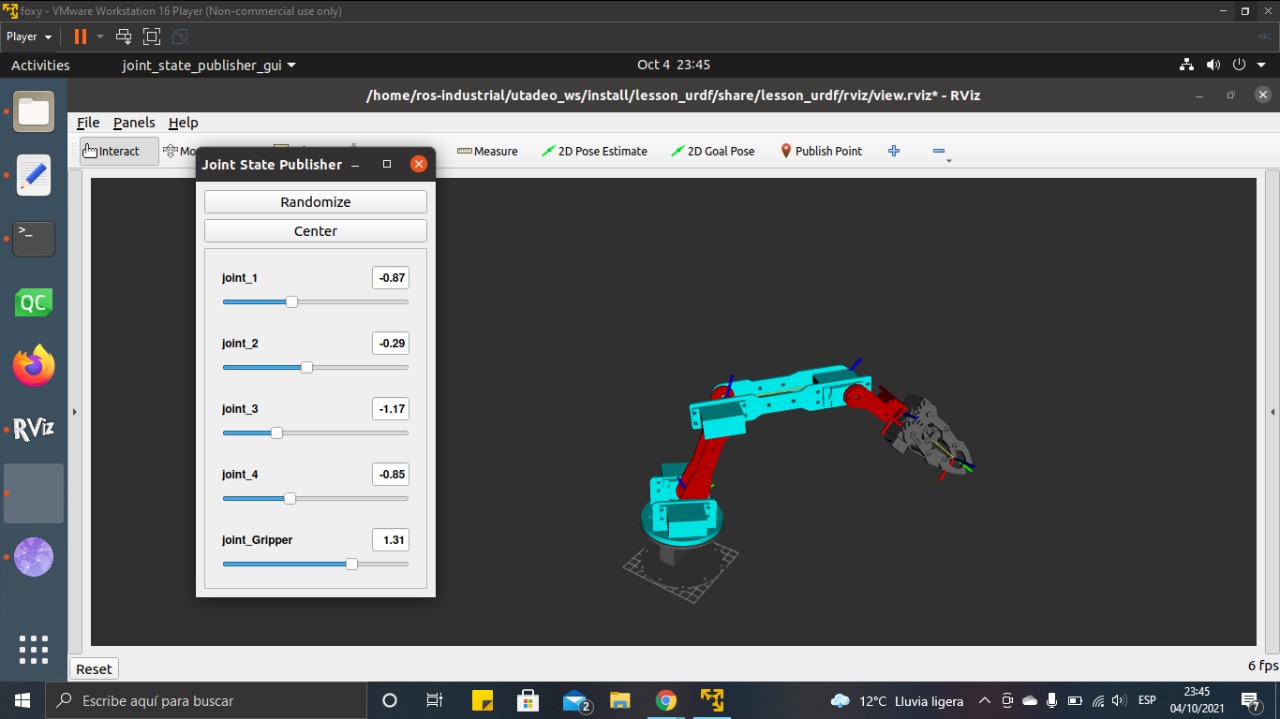 foxy - VMware Workstation 16 Player (Non-commercial use only)
Player
Activities
joint_state_publisher_gui
Oct 4 23:45
/home/ros-industrial/utadeo_ws/install/lesson_urdf/share/lesson_urdf/rviz/view.rviz* - RViz
File Panels Help
Interact
Measure
2D Pose Estimate
2D Goal Pose
Publish Point
Joint State Publisher
Randomize
Center
joint_1 -0.87
joint_2 -0.29
joint_3 -1.17
joint_4 -0.85
joint_Gripper 1.31
>_
QC
RViz
Reset
6 fps
Escribe aquí para buscar
2
12°C Lluvia ligera
ESP
23:45
04/10/2021
7